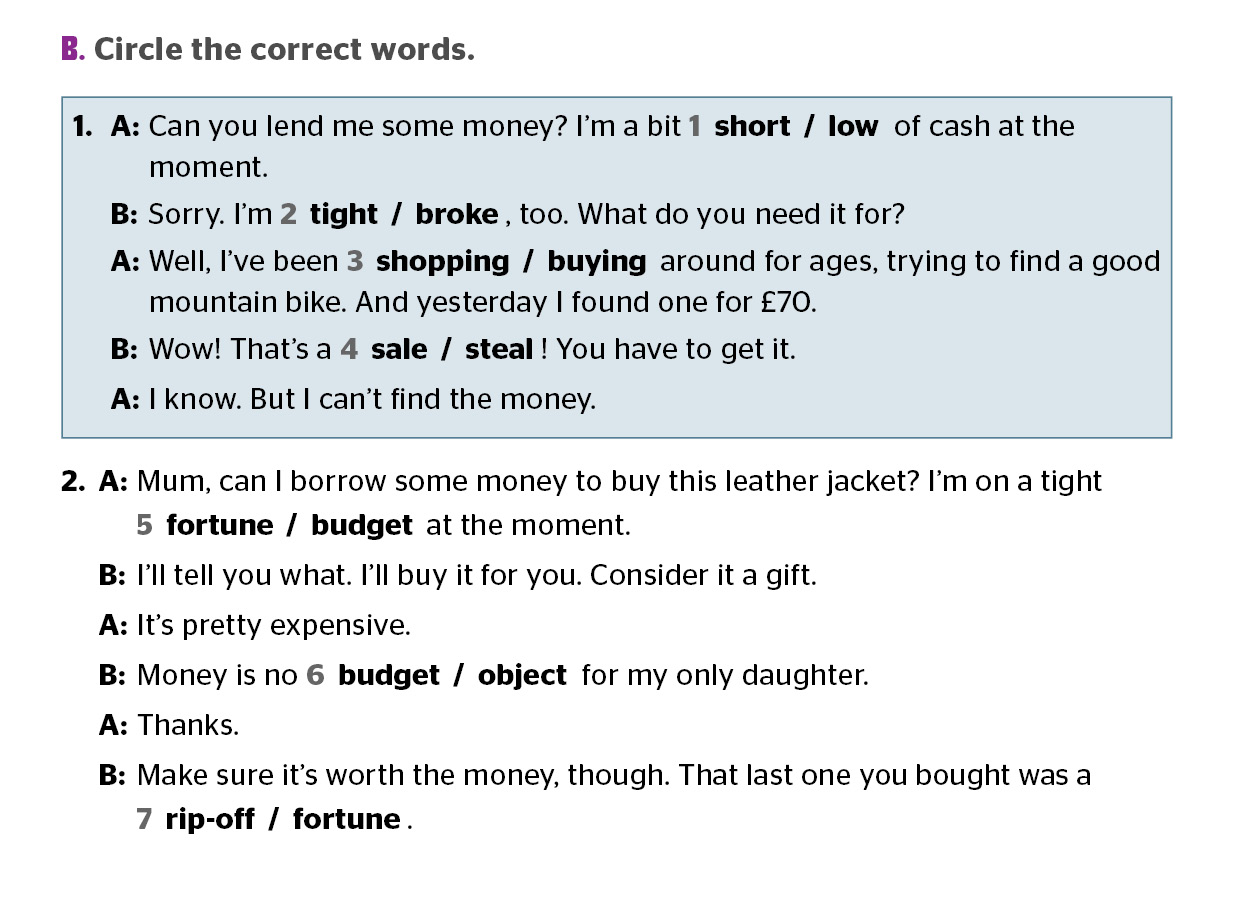 B. Circle the correct words.
1. A: Can you lend me some money? I'm a bit 1 short / low of cash at the
moment.
B: Sorry. I'm 2 tight / broke , too. What do you need it for?
A: Well, I've been 3 shopping / buying around for ages, trying to find a good
mountain bike. And yesterday I found one for £70.
B: Wow! That's a 4 sale / steal ! You have to get it.
A: I know. But I can't find the money.
2. A: Mum, can I borrow some money to buy this leather jacket? I'm on a tight
5 fortune / budget at the moment.
B: I'll tell you what. I'll buy it for you. Consider it a gift.
A: It's pretty expensive.
B: Money is no 6 budget / object for my only daughter.
A: Thanks.
B: Make sure it's worth the money, though. That last one you bought was a
7 rip-off / fortune .